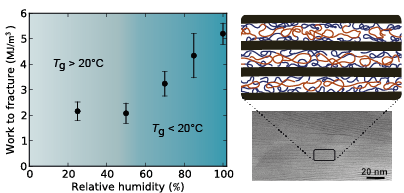 6
5
4
3
2
1
0
Work to fracture (MJ/m³)
Tg > 20°C
Tg < 20°C
0 20 40 60 80 100
Relative humidity (%)
20 nm